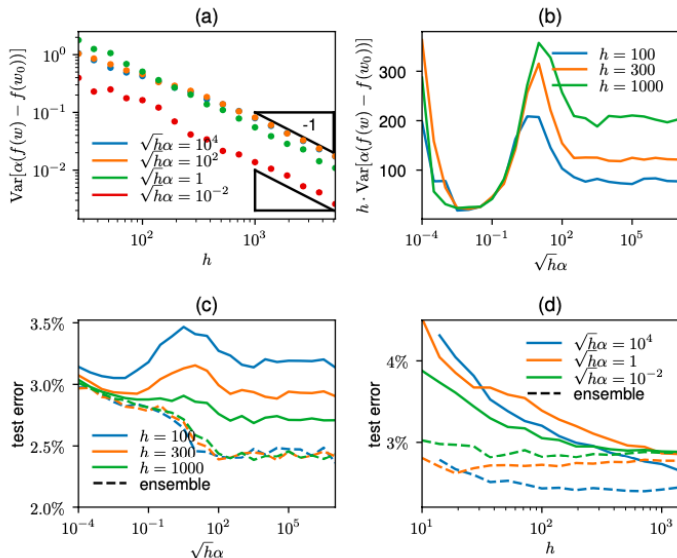 (a)
Var[α(f(w) − f(w₀))]
10⁰
10⁻¹
10⁻²
-1
√hα = 10⁴
√hα = 10²
√hα = 1
√hα = 10⁻²
10²
10³
h
(b)
h · Var[α(f(w) − f(w₀))]
300
200
100
h = 100
h = 300
h = 1000
10⁻⁴
10⁻¹
10²
10⁵
√hα
(c)
test error
3.5%
3.0%
2.5%
2.0%
h = 100
h = 300
h = 1000
ensemble
10⁻⁴
10⁻¹
10²
10⁵
√hα
(d)
test error
4%
3%
√hα = 10⁴
√hα = 1
√hα = 10⁻²
ensemble
10¹
10²
10³
h